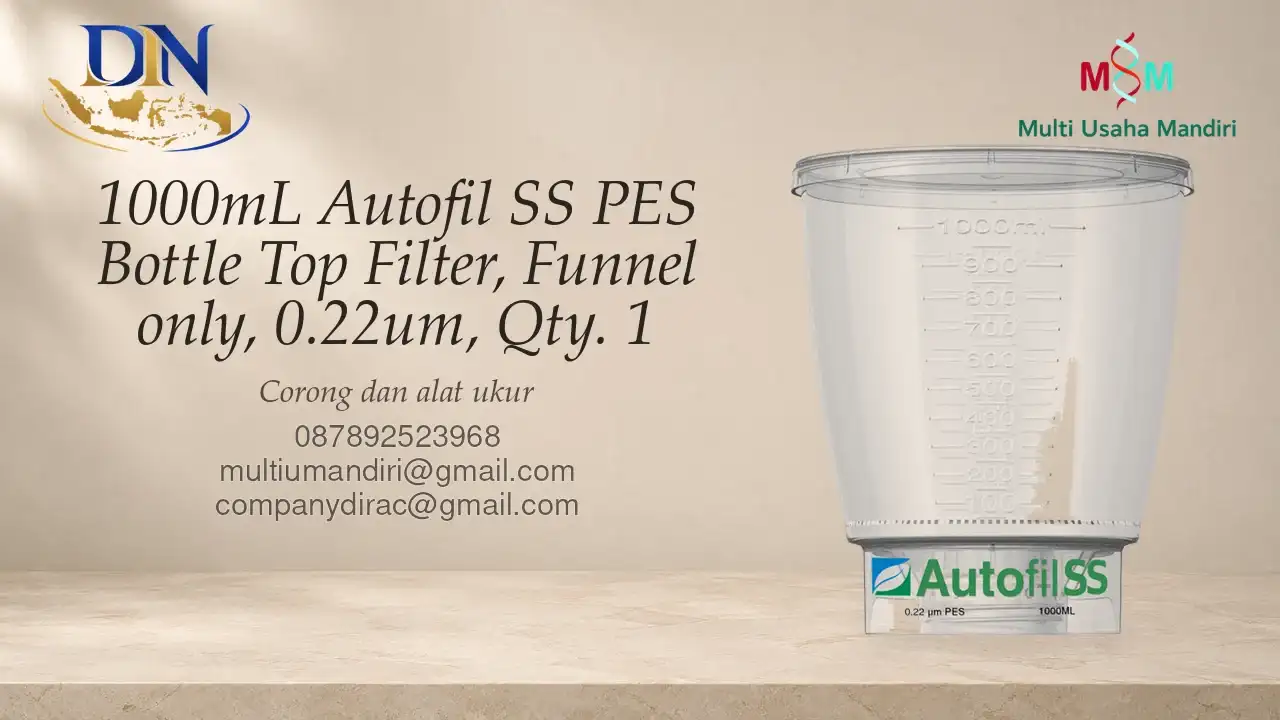 DIN
MSM
Multi Usaha Mandiri
1000mL Autofil SS PES
Bottle Top Filter, Funnel
only, 0.22um, Qty. 1
Corong dan alat ukur
087892523968
multiumandiri@gmail.com
companydirac@gmail.com
1000ml
900
800
700
600
500
400
300
200
100
AutofilSS
0.22 µm PES
1000ML